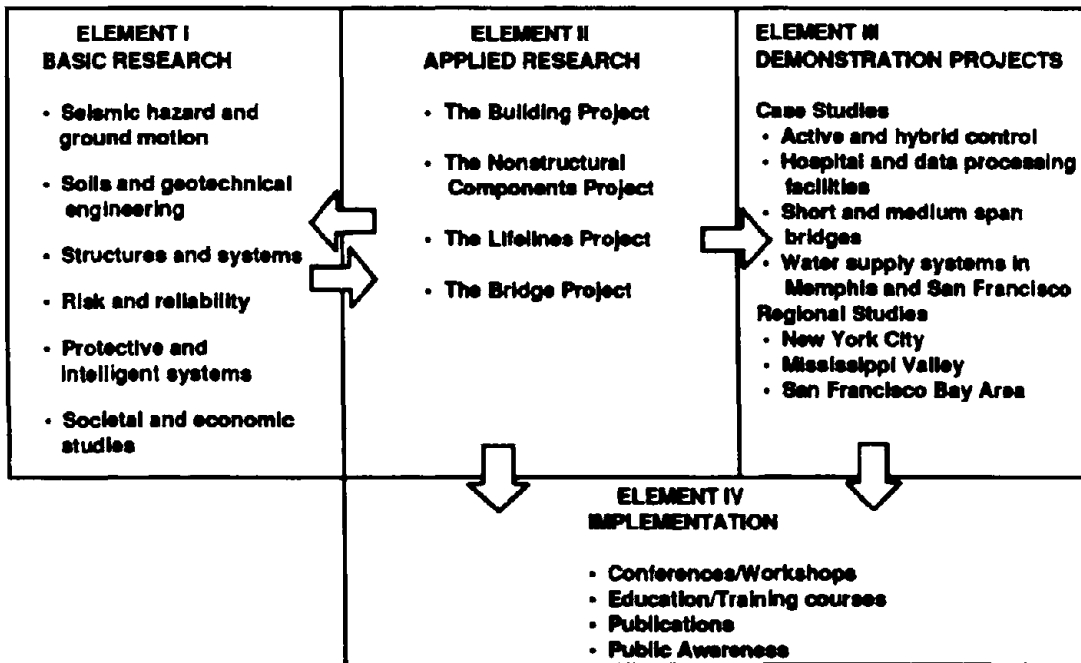 ELEMENT I
BASIC RESEARCH
• Seismic hazard and
ground motion
• Soils and geotechnical
engineering
• Structures and systems
• Risk and reliability
• Protective and
intelligent systems
• Societal and economic
studies
ELEMENT II
APPLIED RESEARCH
• The Building Project
• The Nonstructural
Components Project
• The Lifelines Project
• The Bridge Project
ELEMENT III
DEMONSTRATION PROJECTS
Case Studies
• Active and hybrid control
• Hospital and data processing
facilities
• Short and medium span
bridges
• Water supply systems in
Memphis and San Francisco
Regional Studies
• New York City
• Mississippi Valley
• San Francisco Bay Area
ELEMENT IV
IMPLEMENTATION
• Conferences/Workshops
• Education/Training courses
• Publications
• Public Awareness